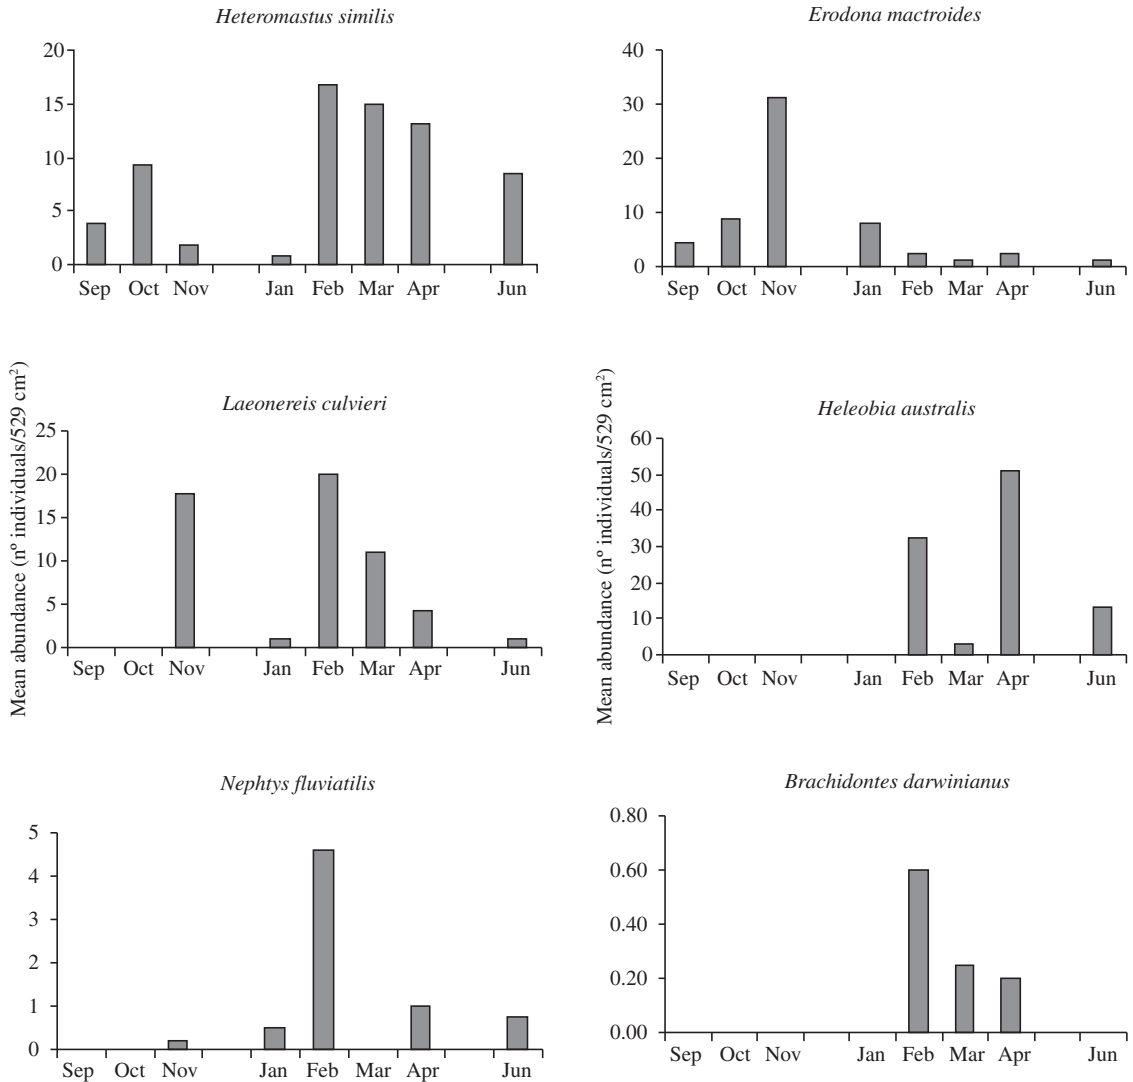 Heteromastus similis
20
15
10
5
0
Sep Oct Nov Jan Feb Mar Apr Jun
Erodona mactroides
40
30
20
10
0
Sep Oct Nov Jan Feb Mar Apr Jun
Mean abundance (nº individuals/529 cm²)
Laeonereis culvieri
25
20
15
10
5
0
Sep Oct Nov Jan Feb Mar Apr Jun
Mean abundance (nº individuals/529 cm²)
Heleobia australis
60
50
40
30
20
10
0
Sep Oct Nov Jan Feb Mar Apr Jun
Nephtys fluviatilis
5
4
3
2
1
0
Sep Oct Nov Jan Feb Mar Apr Jun
Brachidontes darwinianus
0.80
0.60
0.40
0.20
0.00
Sep Oct Nov Jan Feb Mar Apr Jun